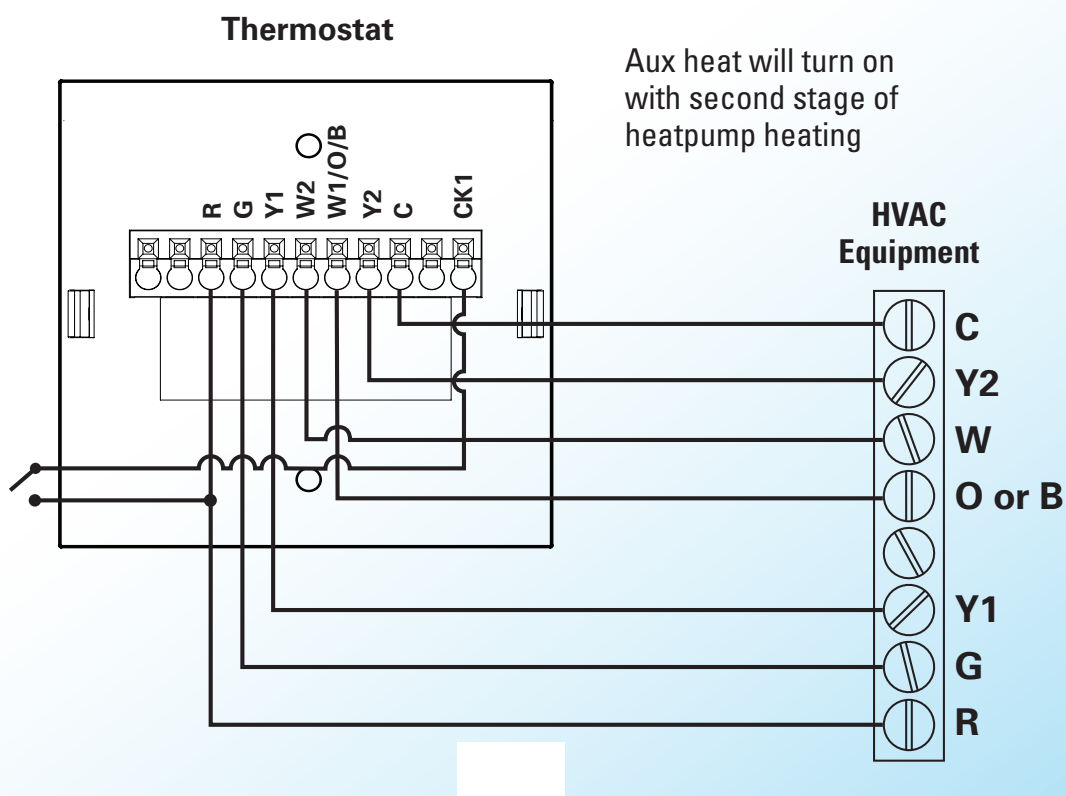 Thermostat
Aux heat will turn on
with second stage of
heatpump heating
R
G
Y1
W2
W1/O/B
Y2
C
CK1
HVAC
Equipment
C
Y2
W
O or B
Y1
G
R